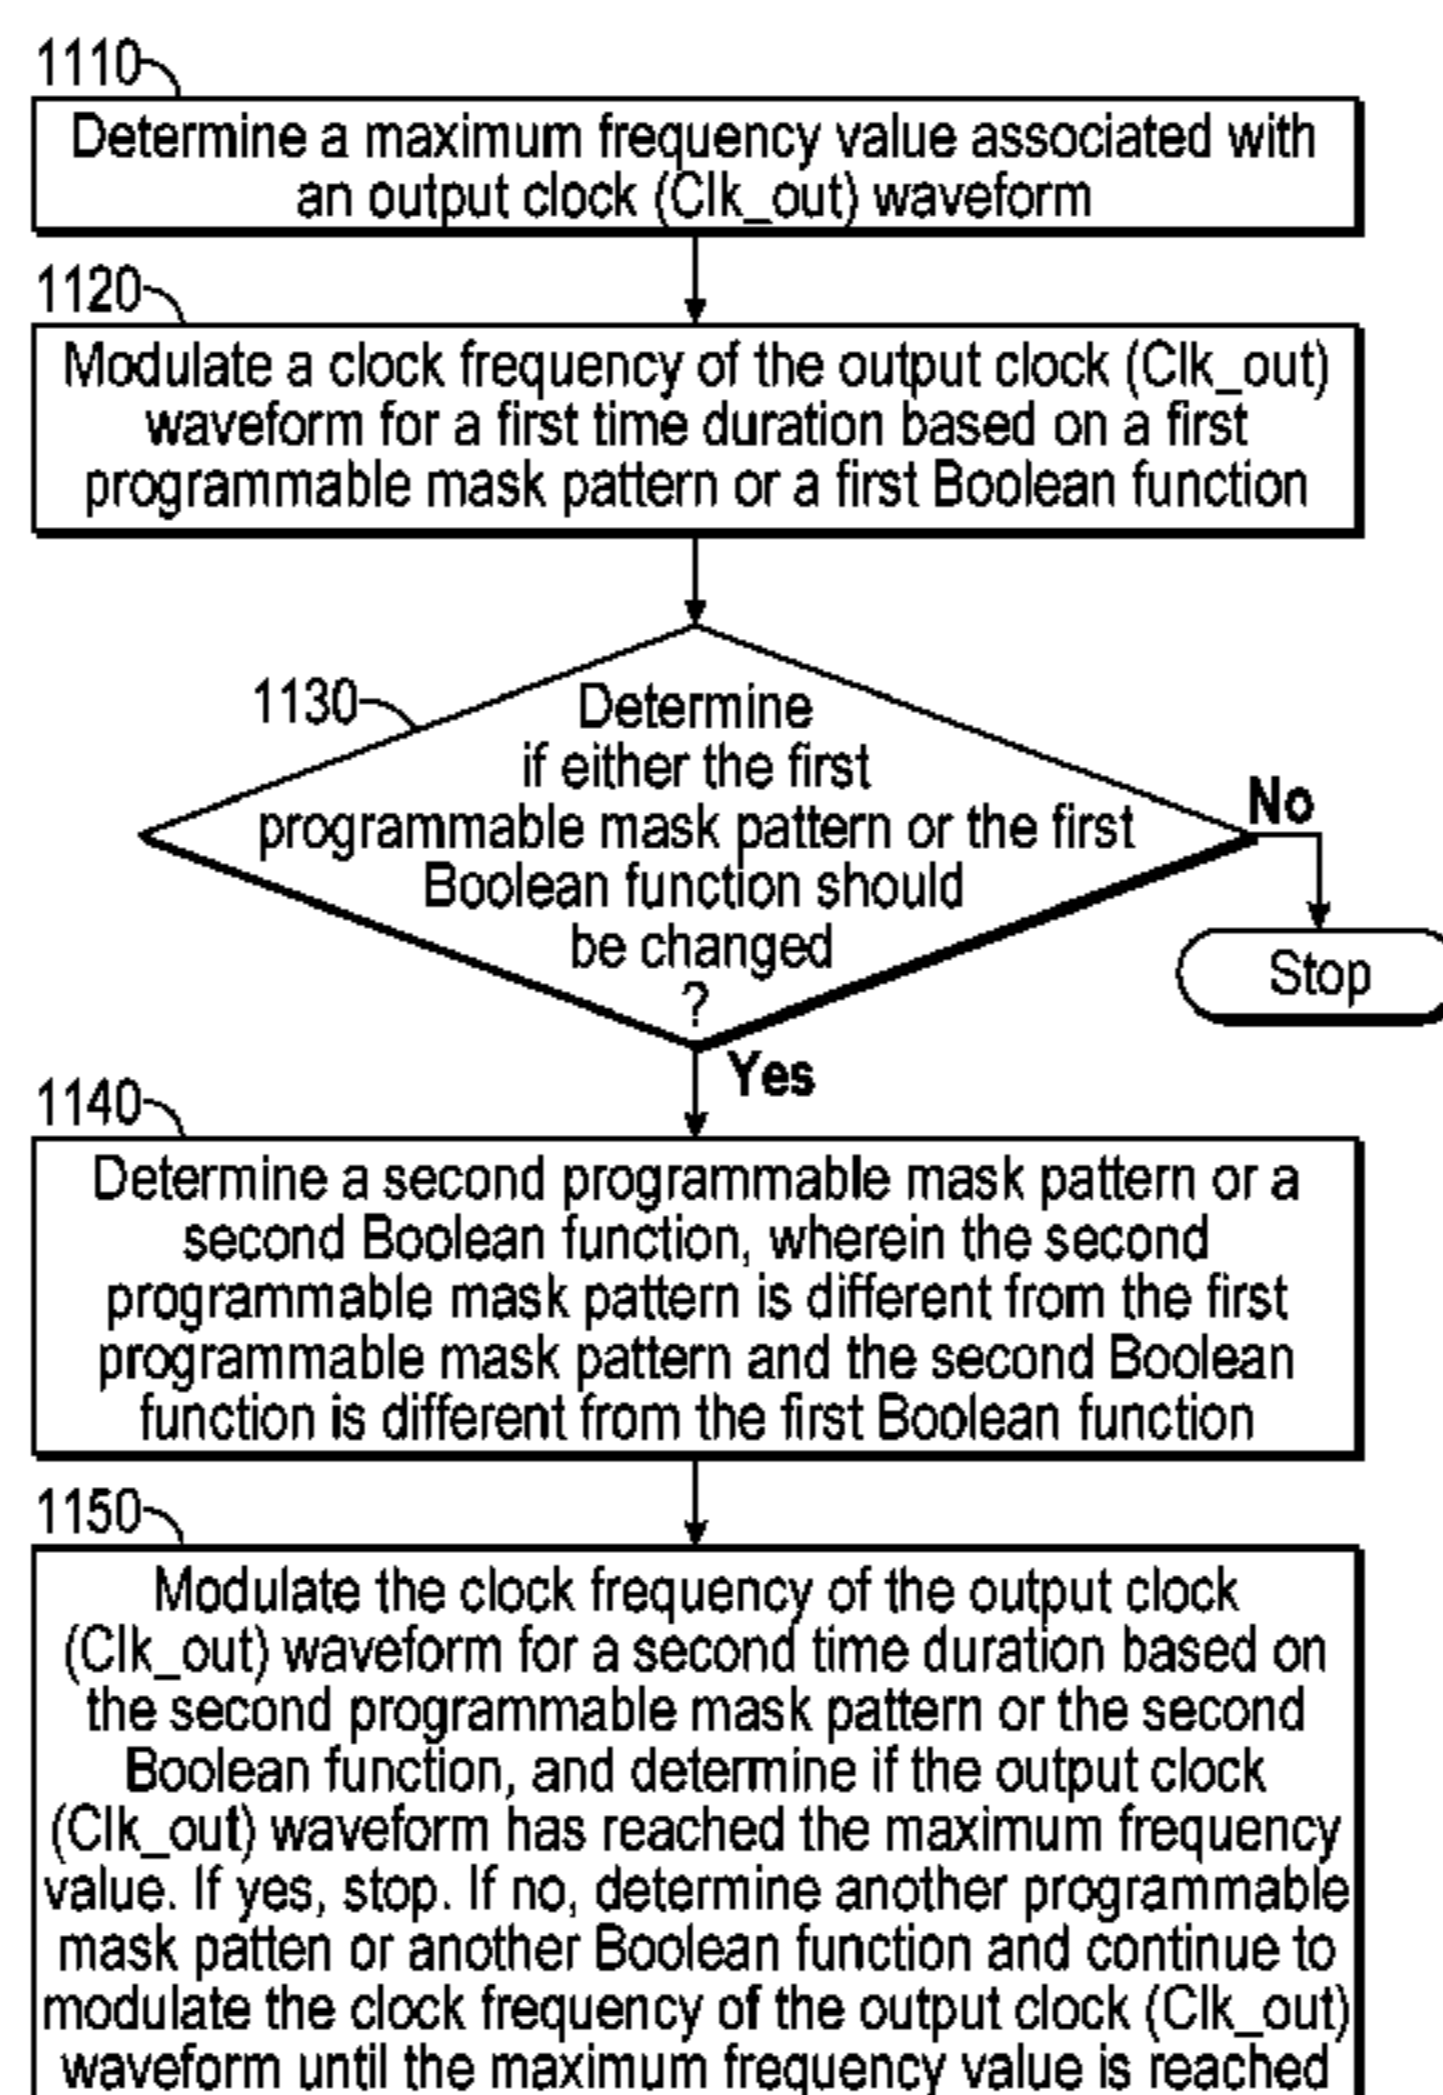 1110
Determine a maximum frequency value associated with
an output clock (Clk_out) waveform
1120
Modulate a clock frequency of the output clock (Clk_out)
waveform for a first time duration based on a first
programmable mask pattern or a first Boolean function
1130
Determine
if either the first
programmable mask pattern or the first
Boolean function should
be changed
?
No
Stop
Yes
1140
Determine a second programmable mask pattern or a
second Boolean function, wherein the second
programmable mask pattern is different from the first
programmable mask pattern and the second Boolean
function is different from the first Boolean function
1150
Modulate the clock frequency of the output clock
(Clk_out) waveform for a second time duration based on
the second programmable mask pattern or the second
Boolean function, and determine if the output clock
(Clk_out) waveform has reached the maximum frequency
value. If yes, stop. If no, determine another programmable
mask patten or another Boolean function and continue to
modulate the clock frequency of the output clock (Clk_out)
waveform until the maximum frequency value is reached